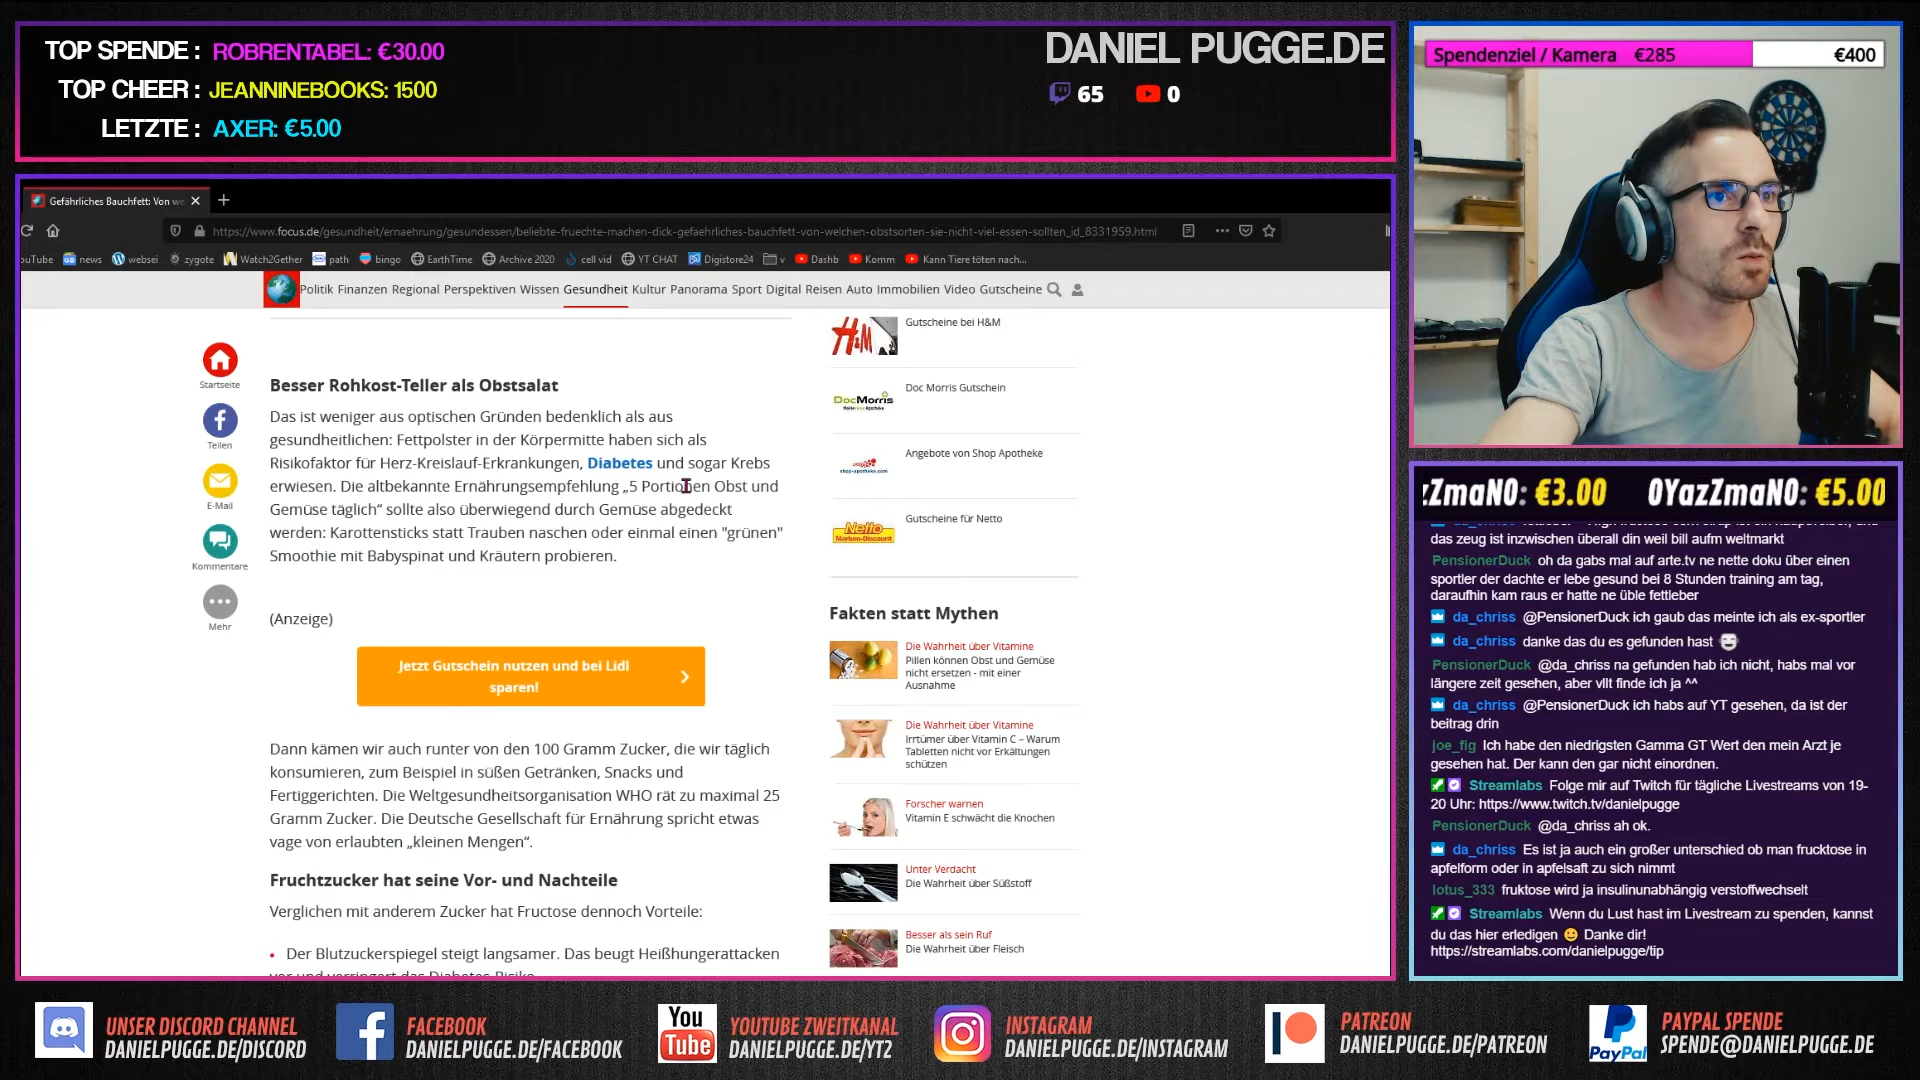 TOP SPENDE : ROBRENTABEL: €30.00
TOP CHEER : JEANNINEBOOKS: 1500
LETZTE : AXER: €5.00
DANIEL PUGGE.DE
65 0
Spendenziel / Kamera €285 €400
Gefährliches Bauchfett: Von we
https://www.focus.de/gesundheit/ernaehrung/gesundessen/beliebte-fruechte-machen-dick-gefaehrliches-bauchfett-von-welchen-obstsorten-sie-nicht-viel-essen-sollten_id_8331959.html
ouTube news websei zygote Watch2Gether path bingo EarthTime Archive 2020 cell vid YT CHAT Digistore24 v Dashb Komm Kann Tiere töten nach...
Politik Finanzen Regional Perspektiven Wissen Gesundheit Kultur Panorama Sport Digital Reisen Auto Immobilien Video Gutscheine
Startseite
Teilen
E-Mail
Kommentare
Mehr
Besser Rohkost-Teller als Obstsalat
Das ist weniger aus optischen Gründen bedenklich als aus
gesundheitlichen: Fettpolster in der Körpermitte haben sich als
Risikofaktor für Herz-Kreislauf-Erkrankungen, Diabetes und sogar Krebs
erwiesen. Die altbekannte Ernährungsempfehlung „5 Portionen Obst und
Gemüse täglich“ sollte also überwiegend durch Gemüse abgedeckt
werden: Karottensticks statt Trauben naschen oder einmal einen "grünen"
Smoothie mit Babyspinat und Kräutern probieren.
(Anzeige)
Jetzt Gutschein nutzen und bei Lidl
sparen!
Dann kämen wir auch runter von den 100 Gramm Zucker, die wir täglich
konsumieren, zum Beispiel in süßen Getränken, Snacks und
Fertiggerichten. Die Weltgesundheitsorganisation WHO rät zu maximal 25
Gramm Zucker. Die Deutsche Gesellschaft für Ernährung spricht etwas
vage von erlaubten „kleinen Mengen“.
Fruchtzucker hat seine Vor- und Nachteile
Verglichen mit anderem Zucker hat Fructose dennoch Vorteile:
• Der Blutzuckerspiegel steigt langsamer. Das beugt Heißhungerattacken
vor und verringert das Diabetes-Risiko.
H&M
Gutscheine bei H&M
DocMorris
Doc Morris Gutschein
shop-apotheke.com
Angebote von Shop Apotheke
Netto
Marken-Discount
Gutscheine für Netto
Fakten statt Mythen
Die Wahrheit über Vitamine
Pillen können Obst und Gemüse
nicht ersetzen - mit einer
Ausnahme
Die Wahrheit über Vitamine
Irrtümer über Vitamin C – Warum
Tabletten nicht vor Erkältungen
schützen
Forscher warnen
Vitamin E schwächt die Knochen
Unter Verdacht
Die Wahrheit über Süßstoff
Besser als sein Ruf
Die Wahrheit über Fleisch
zZmaN0: €3.00 0YazZmaN0: €5.00
das zeug ist inzwischen überall din weil bill aufm weltmarkt
PensionerDuck oh da gabs mal auf arte.tv ne nette doku über einen
sportler der dachte er lebe gesund bei 8 Stunden training am tag,
daraufhin kam raus er hatte ne üble fettleber
da_chriss @PensionerDuck ich gaub das meinte ich als ex-sportler
da_chriss danke das du es gefunden hast
PensionerDuck @da_chriss na gefunden hab ich nicht, habs mal vor
längere zeit gesehen, aber vllt finde ich ja ^^
da_chriss @PensionerDuck ich habs auf YT gesehen, da ist der
beitrag drin
joe_fig Ich habe den niedrigsten Gamma GT Wert den mein Arzt je
gesehen hat. Der kann den gar nicht einordnen.
Streamlabs Folge mir auf Twitch für tägliche Livestreams von 19-
20 Uhr: https://www.twitch.tv/danielpugge
PensionerDuck @da_chriss ah ok.
da_chriss Es ist ja auch ein großer unterschied ob man frucktose in
apfelform oder in apfelsaft zu sich nimmt
lotus_333 fruktose wird ja insulinunabhängig verstoffwechselt
Streamlabs Wenn du Lust hast im Livestream zu spenden, kannst
du das hier erledigen Danke dir!
https://streamlabs.com/danielpugge/tip
UNSER DISCORD CHANNEL
DANIELPUGGE.DE/DISCORD
FACEBOOK
DANIELPUGGE.DE/FACEBOOK
You
Tube
YOUTUBE ZWEITKANAL
DANIELPUGGE.DE/YT2
INSTAGRAM
DANIELPUGGE.DE/INSTAGRAM
PATREON
DANIELPUGGE.DE/PATREON
PayPal
PAYPAL SPENDE
SPENDE@DANIELPUGGE.DE